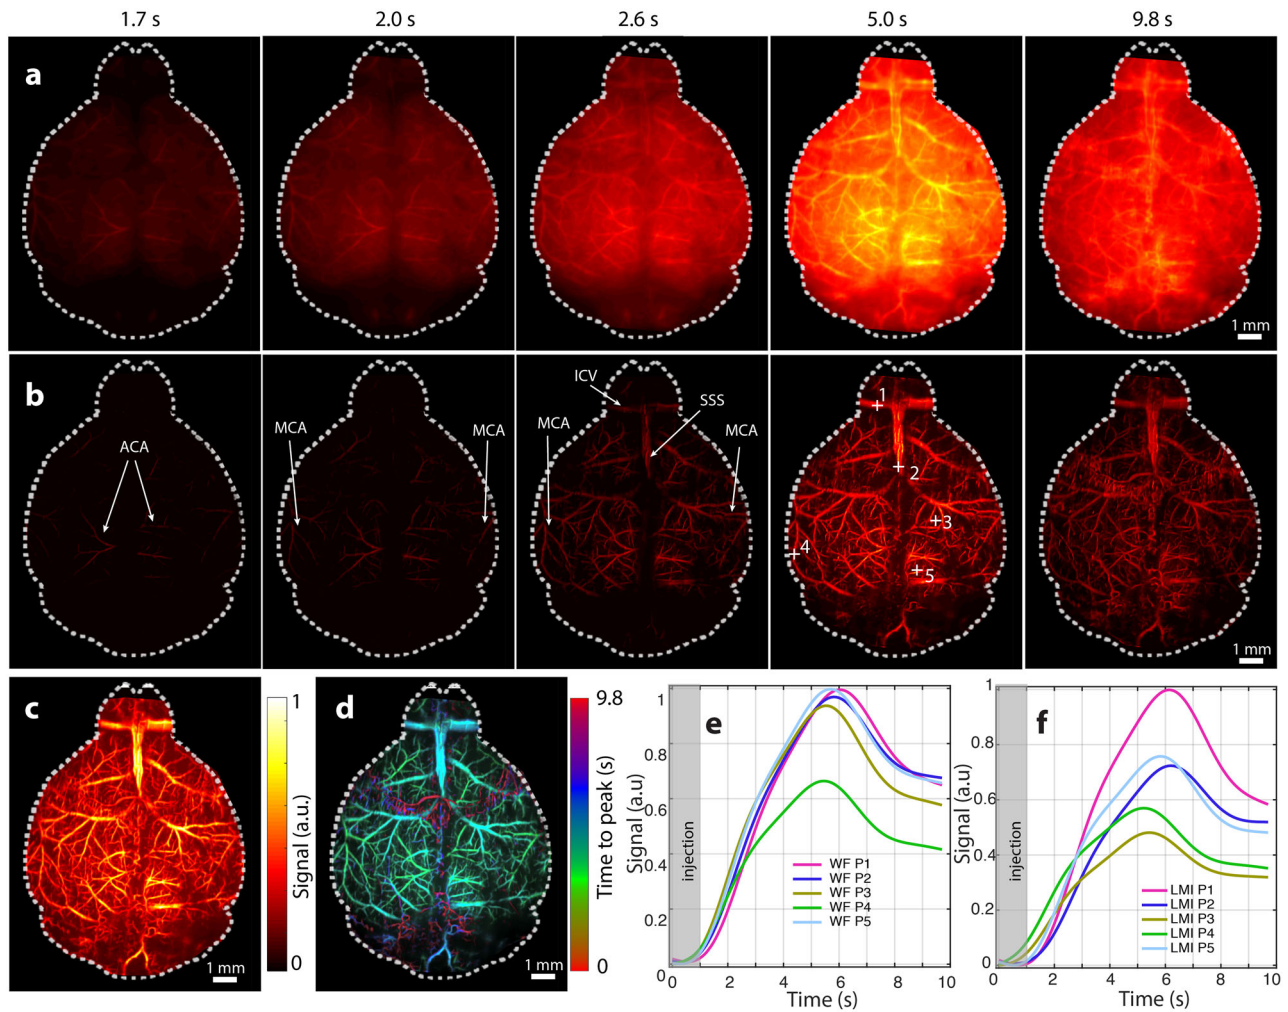 1.7 s 2.0 s 2.6 s 5.0 s 9.8 s
a
1 mm
b
ACA
MCA MCA
ICV SSS MCA MCA
1 2 3 4 5
1 mm
c
1
Signal (a.u.)
0
1 mm
d
9.8
Time to peak (s)
0
1 mm
e
1
0.8
0.6
0.4
0.2
0
Signal (a.u)
injection
WF P1
WF P2
WF P3
WF P4
WF P5
0 2 4 6 8 10
Time (s)
f
1
0.8
0.6
0.4
0.2
0
Signal (a.u)
injection
LMI P1
LMI P2
LMI P3
LMI P4
LMI P5
0 2 4 6 8 10
Time (s)